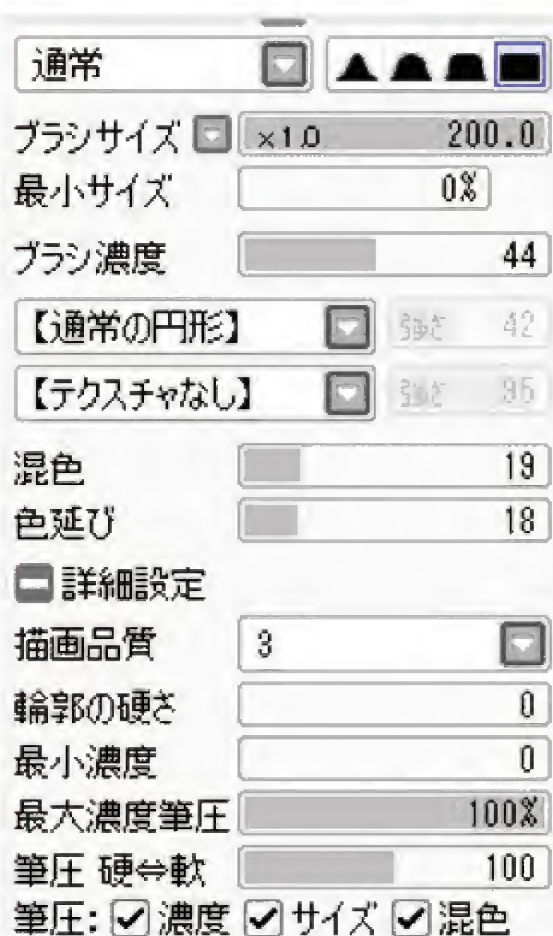 通常
ブラシサイズ ×1.0 200.0
最小サイズ 0%
ブラシ濃度 44
【通常の円形】 強さ 42
【テクスチャなし】 強さ 95
混色 19
色延び 18
詳細設定
描画品質 3
輪郭の硬さ 0
最小濃度 0
最大濃度筆圧 100%
筆圧 硬⇔軟 100
筆圧: 濃度 サイズ 混色